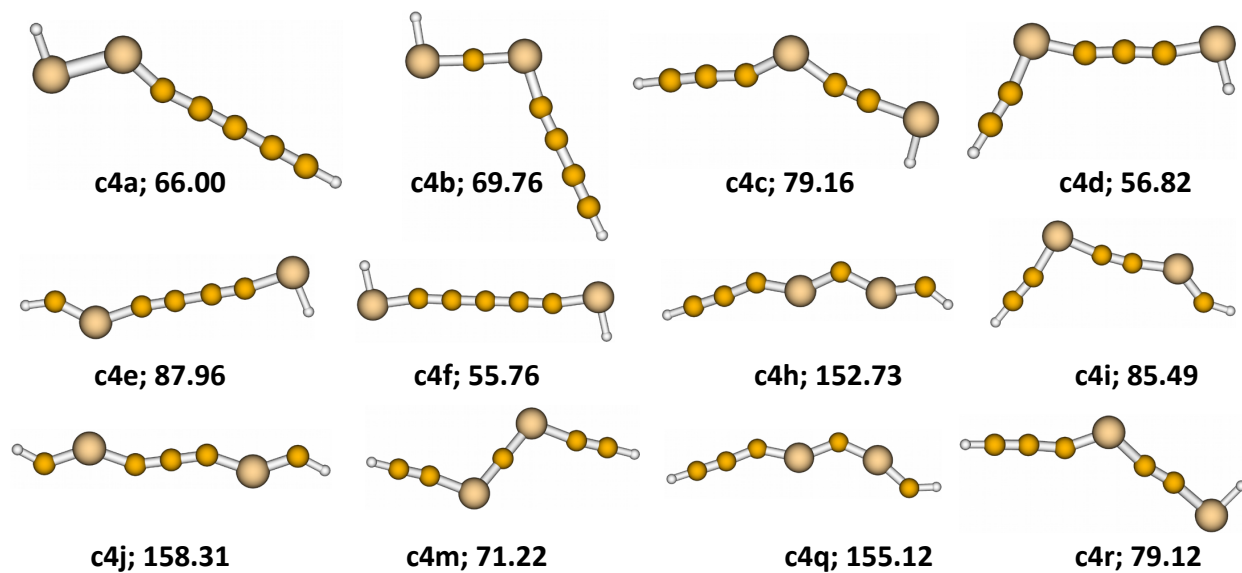 c4a; 66.00
c4b; 69.76
c4c; 79.16
c4d; 56.82
c4e; 87.96
c4f; 55.76
c4h; 152.73
c4i; 85.49
c4j; 158.31
c4m; 71.22
c4q; 155.12
c4r; 79.12